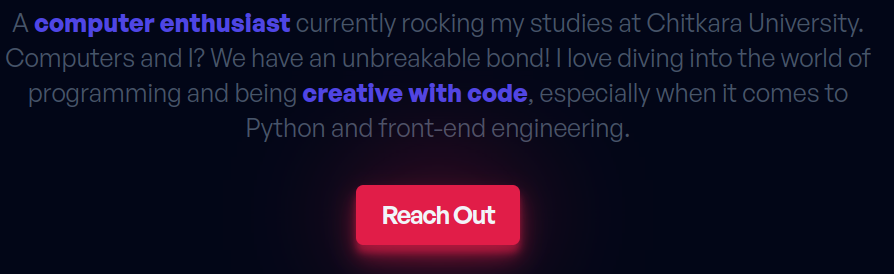 A computer enthusiast currently rocking my studies at Chitkara University.
Computers and I? We have an unbreakable bond! I love diving into the world of
programming and being creative with code, especially when it comes to
Python and front-end engineering.
Reach Out